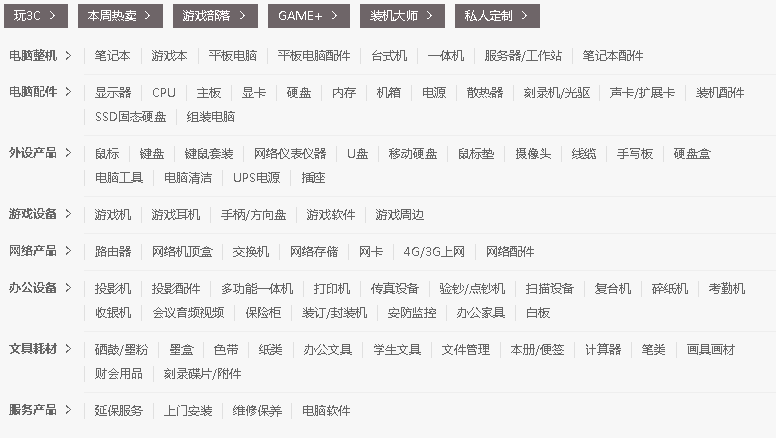 玩3C > 本周热卖 > 游戏部落 > GAME+ > 装机大师 > 私人定制 >
电脑整机 > 笔记本 游戏本 平板电脑 平板电脑配件 台式机 一体机 服务器/工作站 笔记本配件
电脑配件 > 显示器 CPU 主板 显卡 硬盘 内存 机箱 电源 散热器 刻录机/光驱 声卡/扩展卡 装机配件
SSD固态硬盘 组装电脑
外设产品 > 鼠标 键盘 键鼠套装 网络仪表仪器 U盘 移动硬盘 鼠标垫 摄像头 线缆 手写板 硬盘盒
电脑工具 电脑清洁 UPS电源 插座
游戏设备 > 游戏机 游戏耳机 手柄/方向盘 游戏软件 游戏周边
网络产品 > 路由器 网络机顶盒 交换机 网络存储 网卡 4G/3G上网 网络配件
办公设备 > 投影机 投影配件 多功能一体机 打印机 传真设备 验钞/点钞机 扫描设备 复合机 碎纸机 考勤机
收银机 会议音频视频 保险柜 装订/封装机 安防监控 办公家具 白板
文具耗材 > 硒鼓/墨粉 墨盒 色带 纸类 办公文具 学生文具 文件管理 本册/便签 计算器 笔类 画具画材
财会用品 刻录碟片/附件
服务产品 > 延保服务 上门安装 维修保养 电脑软件